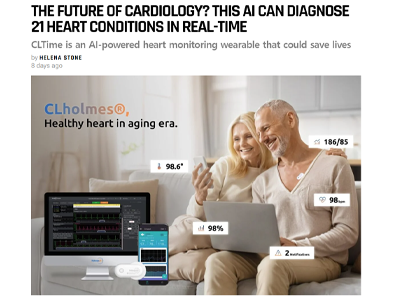 THE FUTURE OF CARDIOLOGY? THIS AI CAN DIAGNOSE
21 HEART CONDITIONS IN REAL-TIME
CLTime is an AI-powered heart monitoring wearable that could save lives
by HELENA STONE
8 days ago
CLholmes®,
Healthy heart in aging era.
186/85
98.6°
98bpm
98%
2 Notifications